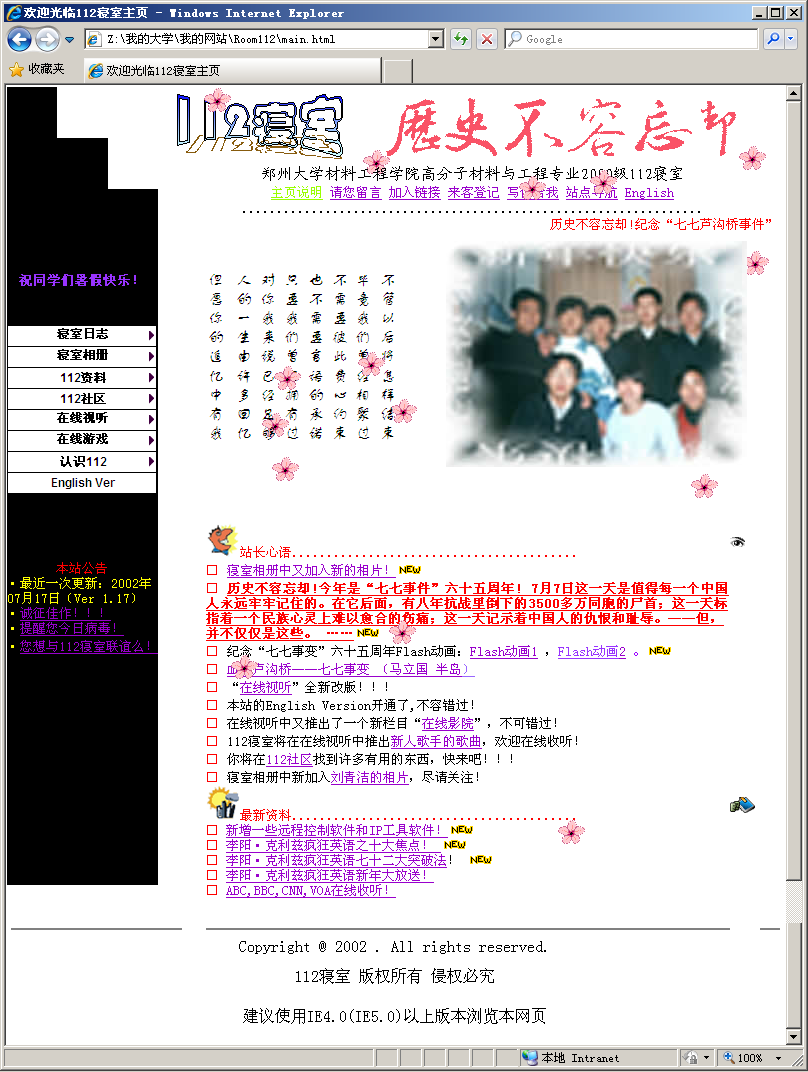 欢迎光临112寝室主页 - Windows Internet Explorer
Z:\我的大学\我的网站\Room112\main.html
Google
收藏夹
欢迎光临112寝室主页
112寝室
歷史不容忘却
郑州大学材料工程学院高分子材料与工程专业2000级112寝室
主页说明 请您留言 加入链接 来客登记 写信给我 站点导航 English
历史不容忘却!纪念“七七芦沟桥事件”
祝同学们暑假快乐!
寝室日志
寝室相册
112资料
112社区
在线视听
在线游戏
认识112
English Ver
本站公告
最近一次更新: 2002年
07月17日 (Ver 1.17)
诚征佳作!!!
提醒您今日病毒!
您想与112寝室联谊么!
不管以后将怎样结束
毕竟我们曾经相聚过
不需要彼此费心约束
也不需要言语的永诺
只要我们曾拥有过
对你我来说已经足够
人的一生由许多回忆
但愿你的追忆中有我
新年快乐
站长心语.................................
寝室相册中又加入新的相片! NEW
历史不容忘却!今年是“七七事件”六十五周年! 7月7日这一天是值得每一个中国
人永远牢牢记住的。在它后面,有八年抗战里倒下的3500多万同胞的尸首;这一天标
指着一个民族心灵上难以愈合的伤痛;这一天记示着中国人的仇恨和耻辱。——但,
并不仅仅是这些。 …… NEW
纪念“七七事变”六十五周年Flash动画: Flash动画1 , Flash动画2 。 NEW
芦沟桥——七七事变 (马立国 半岛)
“在线视听”全新改版!!!
本站的English Version开通了,不容错过!
在线视听中又推出了一个新栏目“在线影院”,不可错过!
112寝室将在在线视听中推出新人歌手的歌曲,欢迎在线收听!
你将在112社区找到许多有用的东西,快来吧!!!
寝室相册中新加入刘青洁的相片,尽请关注!
最新资料.................................
新增一些远程控制软件和IP工具软件! NEW
李阳·克利兹疯狂英语之十大焦点! NEW
李阳·克利兹疯狂英语七十二大突破法! NEW
李阳·克利兹疯狂英语新年大放送!
ABC,BBC,CNN,VOA在线收听!
Copyright @ 2002 . All rights reserved.
112寝室 版权所有 侵权必究
建议使用IE4.0(IE5.0)以上版本浏览本网页
本地 Intranet
100%